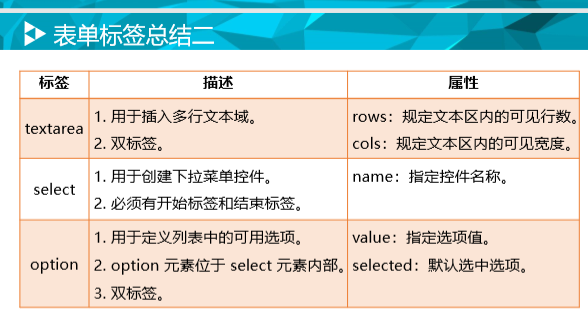 表单标签总结二
标签 描述 属性
textarea
1. 用于插入多行文本域。
2. 双标签。
rows：规定文本区内的可见行数。
cols：规定文本区内的可见宽度。
select
1. 用于创建下拉菜单控件。
2. 必须有开始标签和结束标签。
name：指定控件名称。
option
1. 用于定义列表中的可用选项。
2. option 元素位于 select 元素内部。
3. 双标签。
value：指定选项值。
selected：默认选中选项。